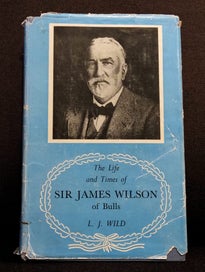 The Life
and Times of
SIR JAMES WILSON
of Bulls
L. J. WILD